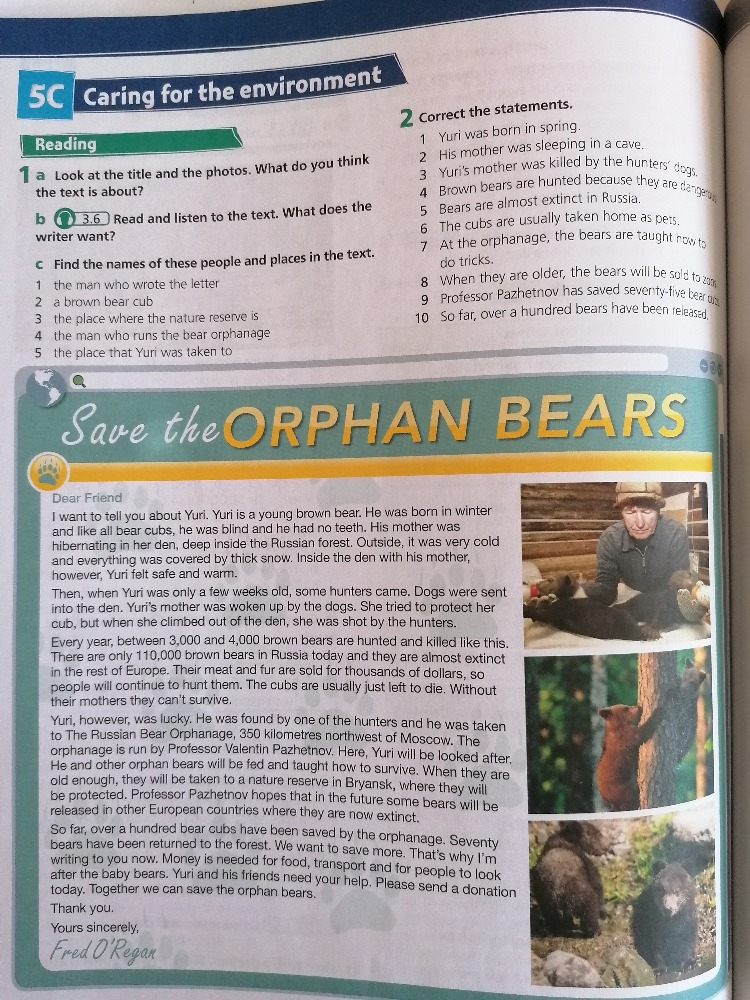 5C Caring for the environment
Reading
1 a Look at the title and the photos. What do you think
the text is about?
b 3.6 Read and listen to the text. What does the
writer want?
c Find the names of these people and places in the text.
1 the man who wrote the letter
2 a brown bear cub
3 the place where the nature reserve is
4 the man who runs the bear orphanage
5 the place that Yuri was taken to
2 Correct the statements.
1 Yuri was born in spring.
2 His mother was sleeping in a cave.
3 Yuri's mother was killed by the hunters' dogs.
4 Brown bears are hunted because they are dangerous
5 Bears are almost extinct in Russia.
6 The cubs are usually taken home as pets.
7 At the orphanage, the bears are taught how to
do tricks.
8 When they are older, the bears will be sold to zoos
9 Professor Pazhetnov has saved seventy-five bear cubs
10 So far, over a hundred bears have been released.
Save the ORPHAN BEARS
Dear Friend
I want to tell you about Yuri. Yuri is a young brown bear. He was born in winter
and like all bear cubs, he was blind and he had no teeth. His mother was
hibernating in her den, deep inside the Russian forest. Outside, it was very cold
and everything was covered by thick snow. Inside the den with his mother,
however, Yuri felt safe and warm.
Then, when Yuri was only a few weeks old, some hunters came. Dogs were sent
into the den. Yuri's mother was woken up by the dogs. She tried to protect her
cub, but when she climbed out of the den, she was shot by the hunters.
Every year, between 3,000 and 4,000 brown bears are hunted and killed like this.
There are only 110,000 brown bears in Russia today and they are almost extinct
in the rest of Europe. Their meat and fur are sold for thousands of dollars, so
people will continue to hunt them. The cubs are usually just left to die. Without
their mothers they can't survive.
Yuri, however, was lucky. He was found by one of the hunters and he was taken
to The Russian Bear Orphanage, 350 kilometres northwest of Moscow. The
orphanage is run by Professor Valentin Pazhetnov. Here, Yuri will be looked after.
He and other orphan bears will be fed and taught how to survive. When they are
old enough, they will be taken to a nature reserve in Bryansk, where they will
be protected. Professor Pazhetnov hopes that in the future some bears will be
released in other European countries where they are now extinct.
So far, over a hundred bear cubs have been saved by the orphanage. Seventy
bears have been returned to the forest. We want to save more. That's why I'm
writing to you now. Money is needed for food, transport and for people to look
after the baby bears. Yuri and his friends need your help. Please send a donation
today. Together we can save the orphan bears.
Thank you.
Yours sincerely,
Fred O'Regan